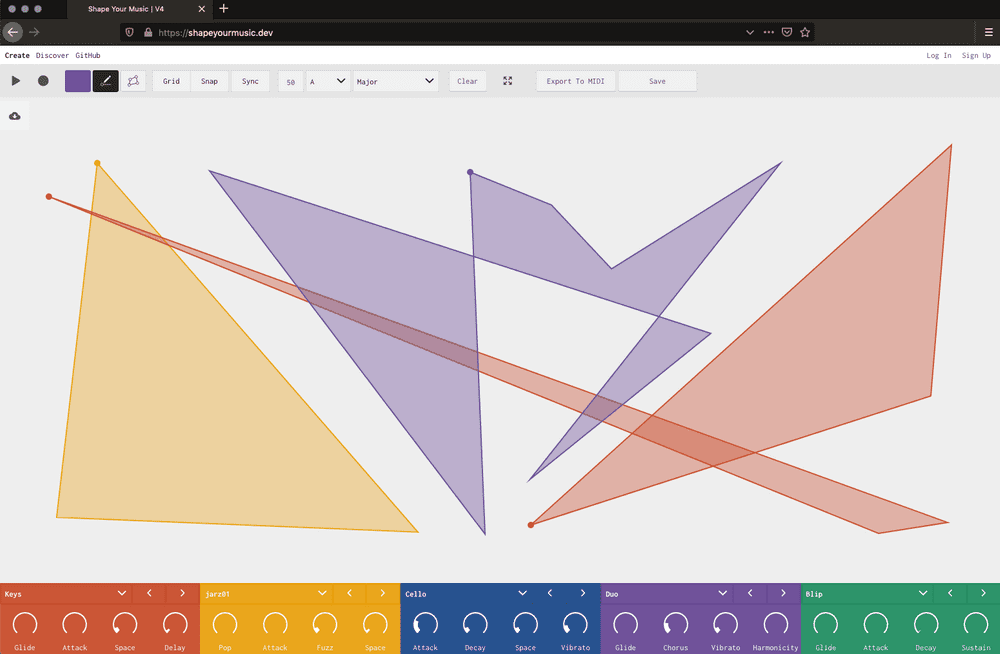 Shape Your Music | V4
https://shapeyourmusic.dev
Create Discover GitHub Log In Sign Up
Grid Snap Sync 50 A Major Clear Export To MIDI Save
Keys jarz01 Cello Duo Blip
Glide Attack Space Delay Pop Attack Fuzz Space Attack Decay Space Vibrato Glide Chorus Vibrato Harmonicity Glide Attack Decay Sustain